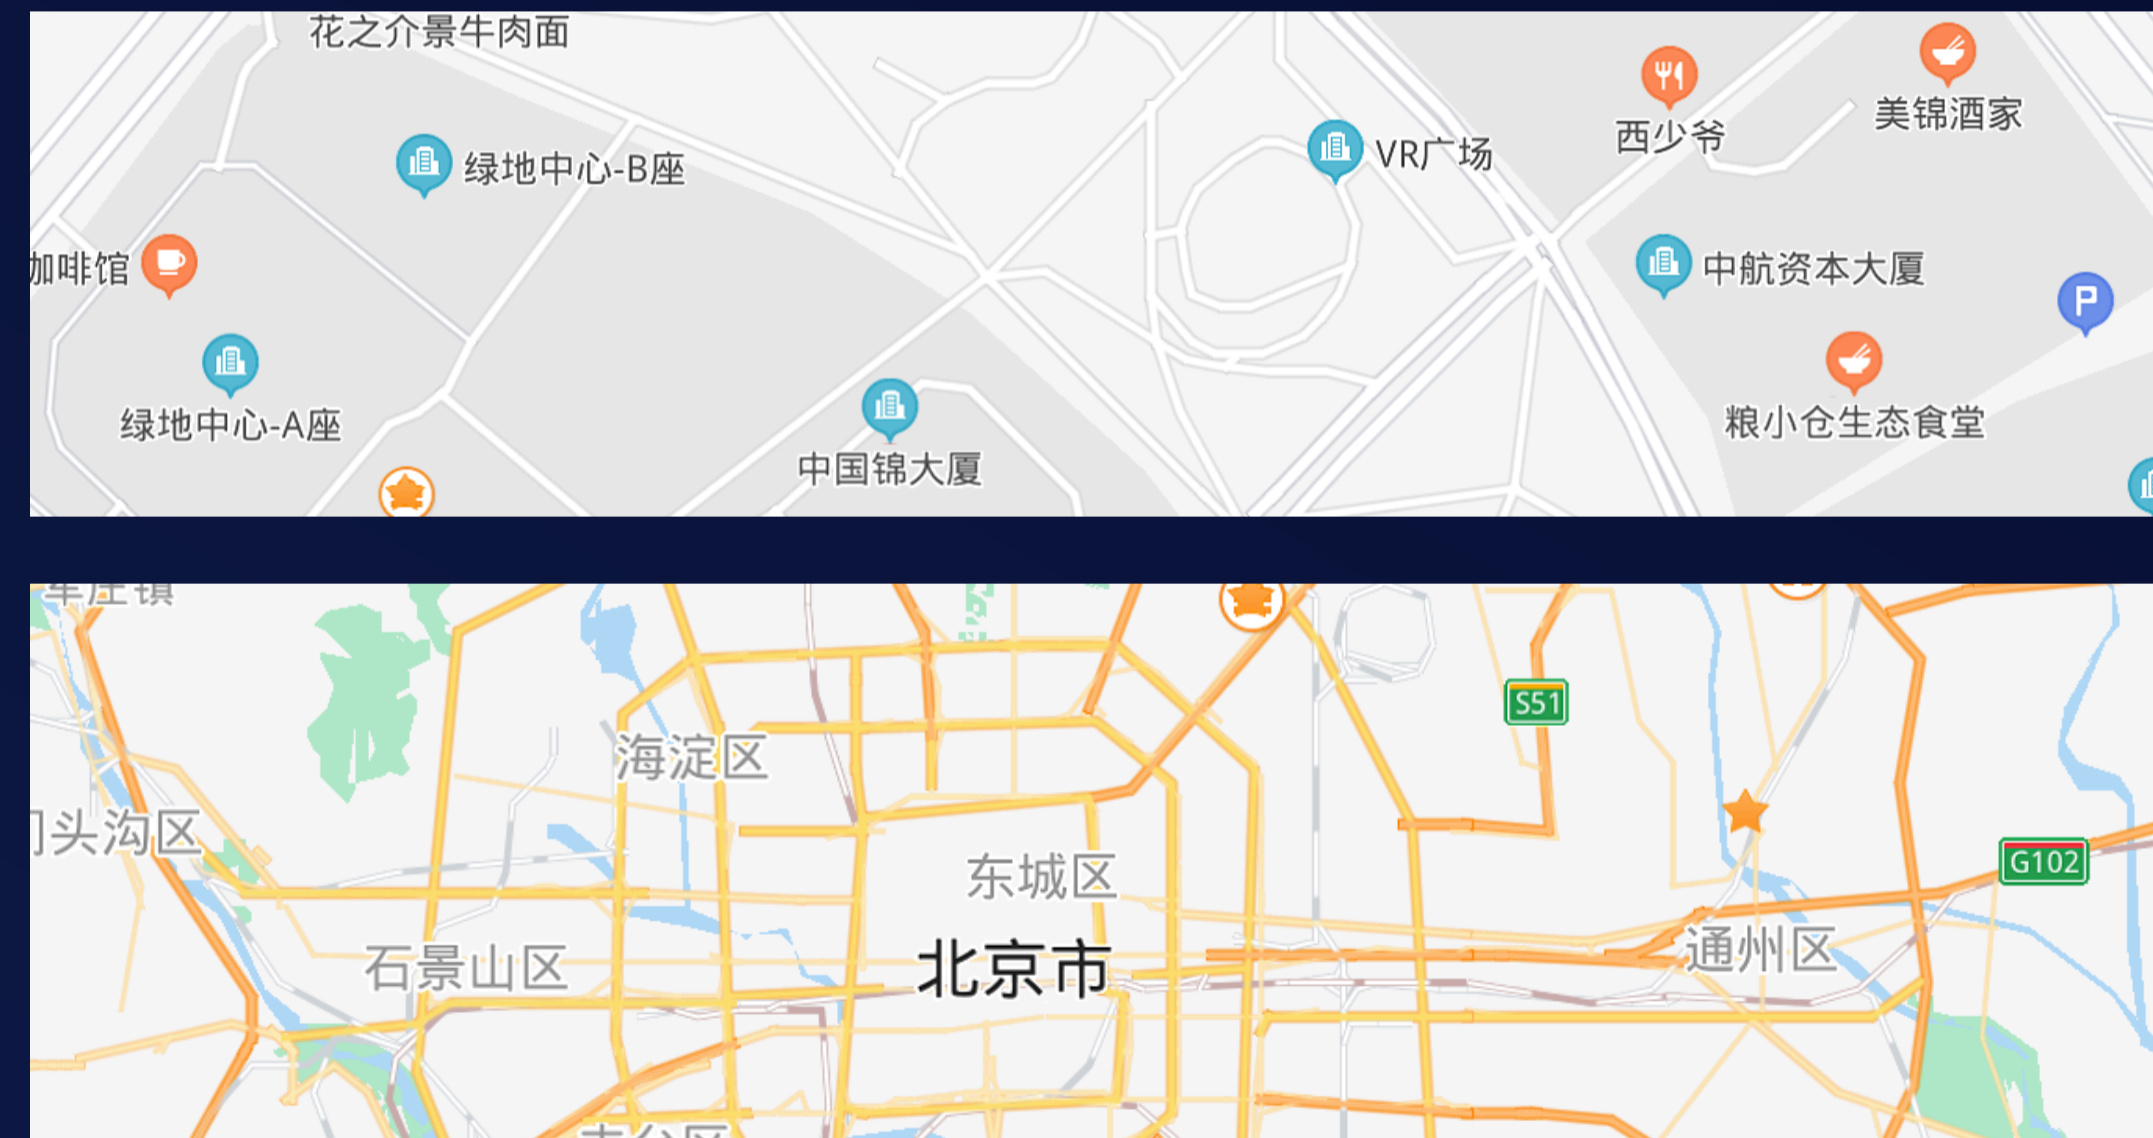 花之介景牛肉面
美锦酒家
西少爷
VR广场
绿地中心-B座
咖啡馆
中航资本大厦
P
绿地中心-A座
粮小仓生态食堂
中国锦大厦
S51
海淀区
门头沟区
G102
东城区
石景山区
北京市
通州区